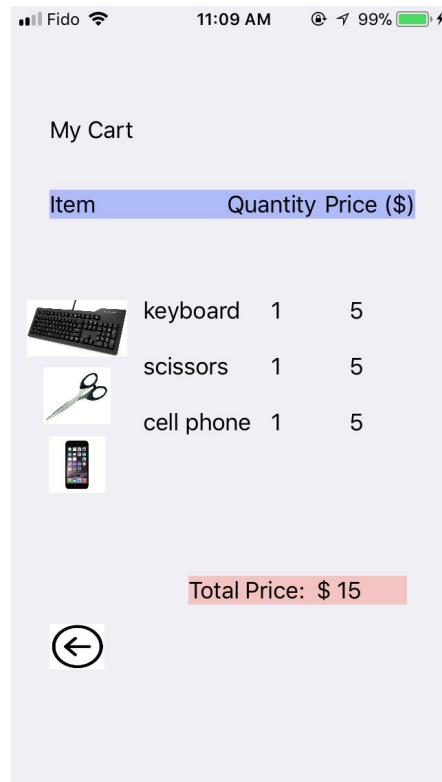 Fido 11:09 AM 99%
My Cart
Item Quantity Price ($)
keyboard 1 5
scissors 1 5
cell phone 1 5
Total Price: $ 15